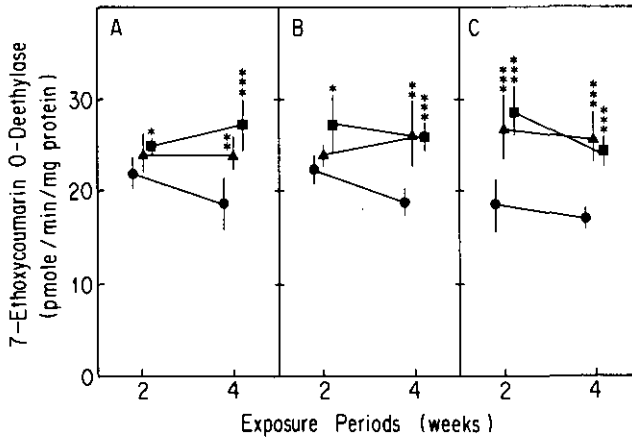 A
B
C
7-Ethoxycoumarin O-Deethylase
(pmole/min/mg protein)
30
20
10
0
*
***
**
*
**
***
***
***
***
***
2 4
2 4
2 4
Exposure Periods (weeks)